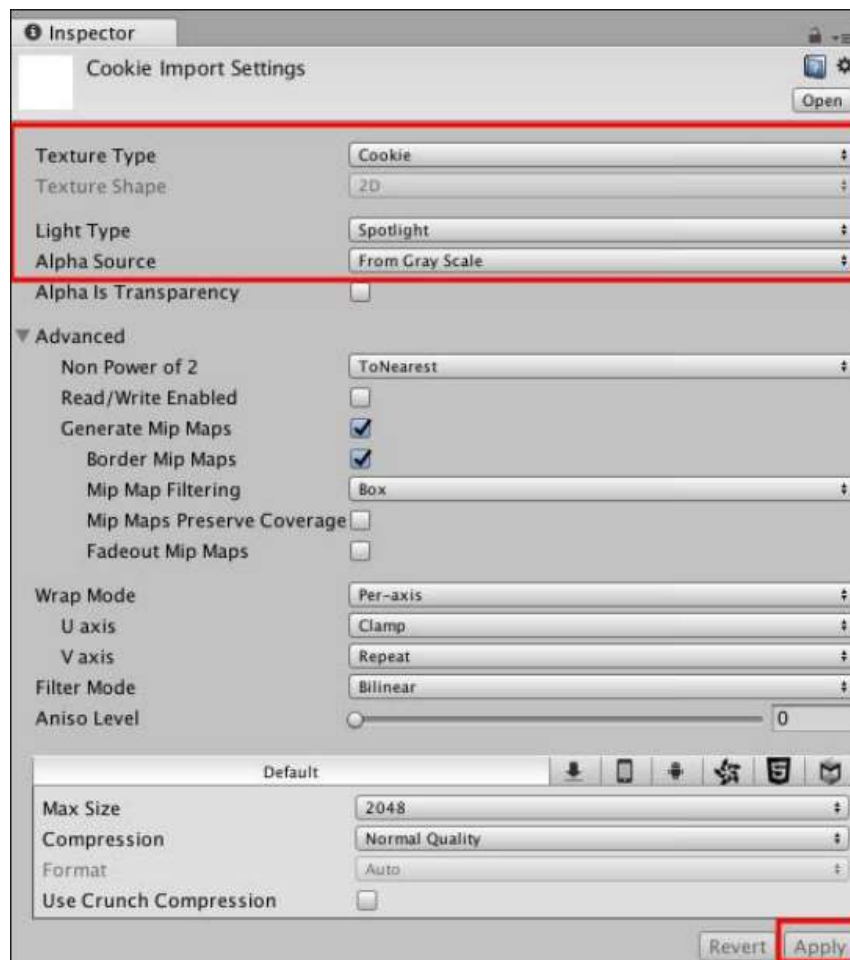 Inspector
Cookie Import Settings
Open
Texture Type Cookie
Texture Shape 2D
Light Type Spotlight
Alpha Source From Gray Scale
Alpha Is Transparency
Advanced
Non Power of 2 ToNearest
Read/Write Enabled
Generate Mip Maps
Border Mip Maps
Mip Map Filtering Box
Mip Maps Preserve Coverage
Fadeout Mip Maps
Wrap Mode Per-axis
U axis Clamp
V axis Repeat
Filter Mode Bilinear
Aniso Level 0
Default
Max Size 2048
Compression Normal Quality
Format Auto
Use Crunch Compression
Revert Apply